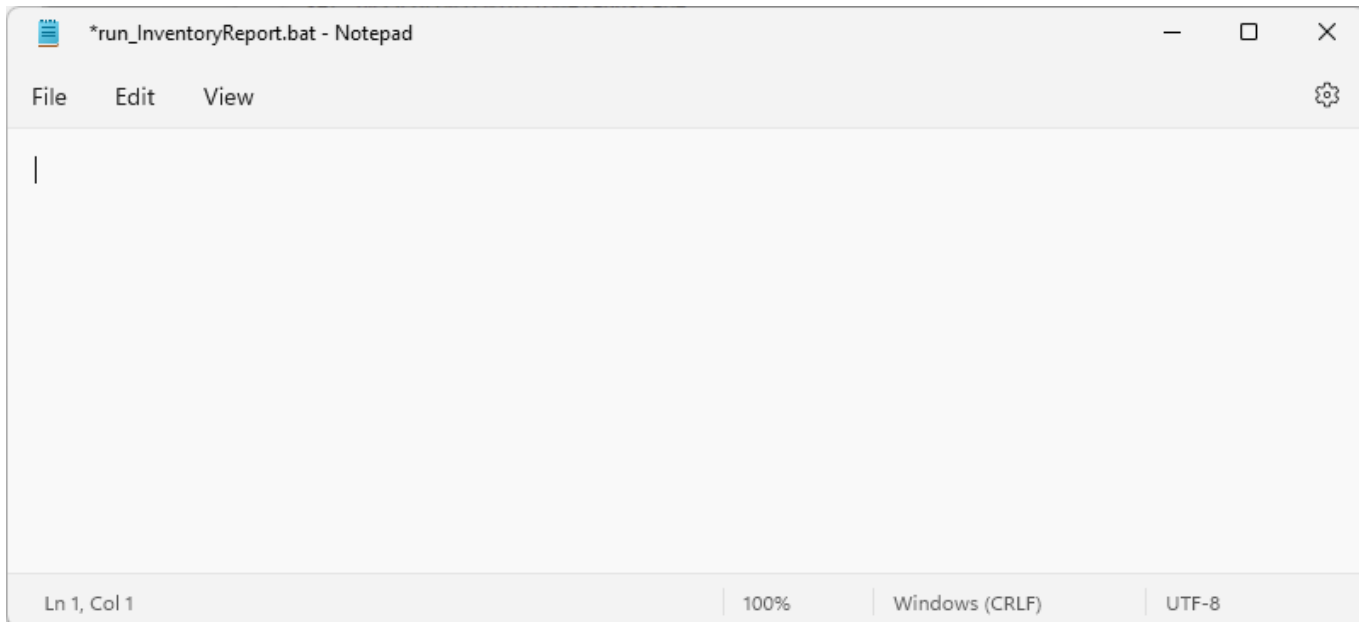 *run_InventoryReport.bat - Notepad
File Edit View
Ln 1, Col 1 100% Windows (CRLF) UTF-8